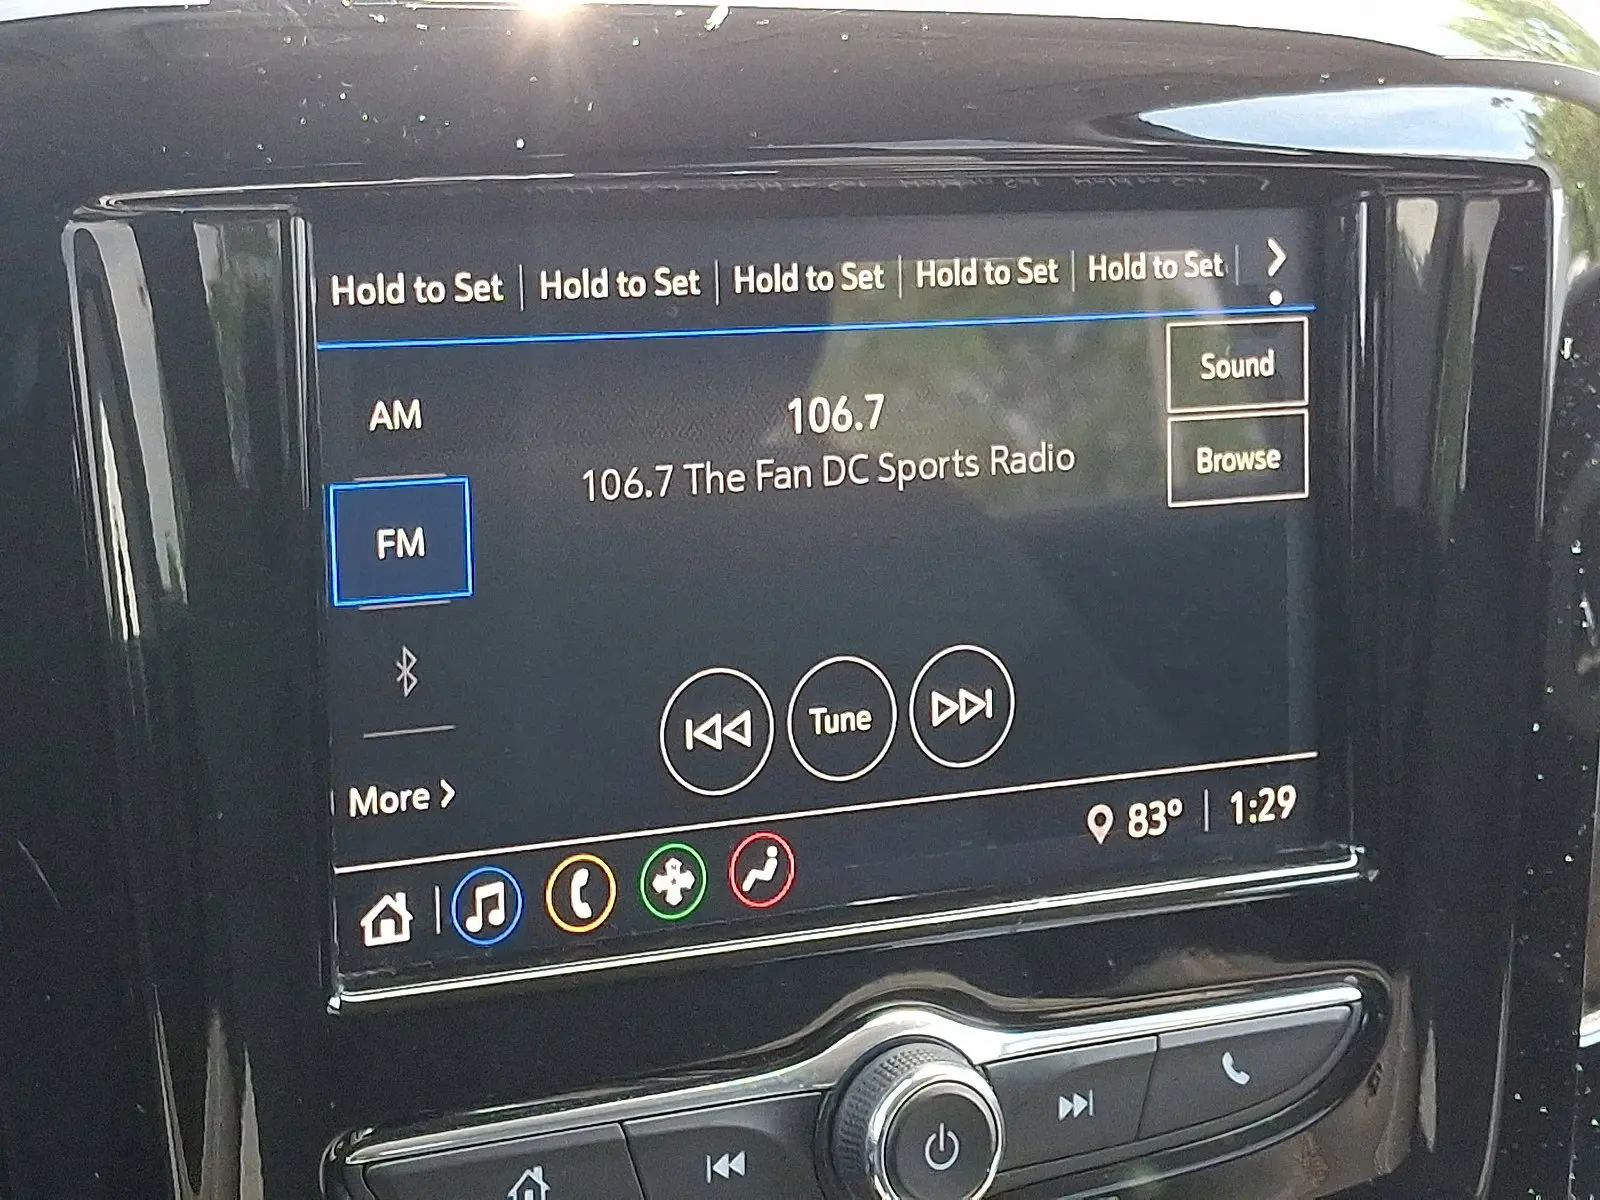 Hold to Set | Hold to Set | Hold to Set | Hold to Set | Hold to Set
Sound
AM
106.7
106.7 The Fan DC Sports Radio
Browse
FM
Tune
More
83° | 1:29